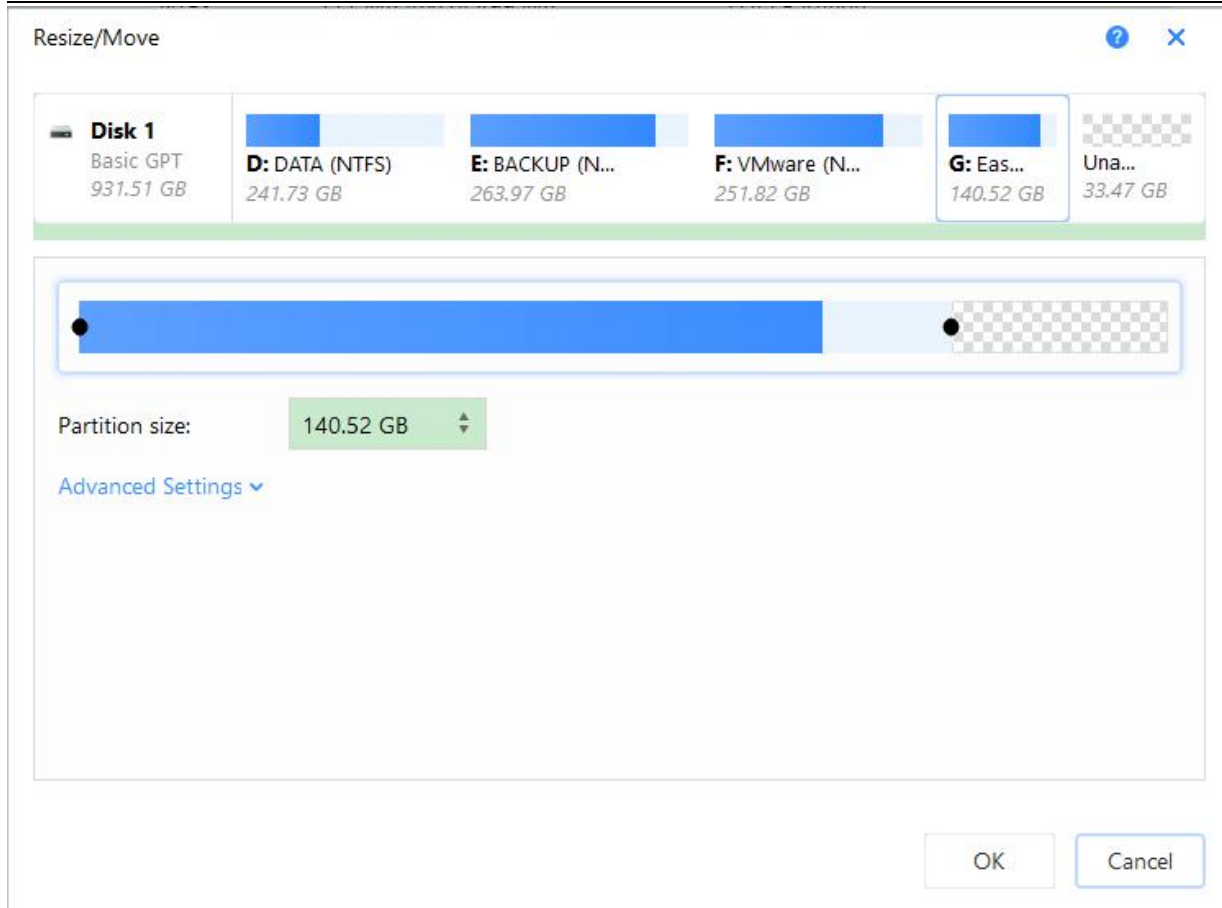 Resize/Move
Disk 1
Basic GPT
931.51 GB
D: DATA (NTFS)
241.73 GB
E: BACKUP (N...
263.97 GB
F: VMware (N...
251.82 GB
G: Eas...
140.52 GB
Una...
33.47 GB
Partition size: 140.52 GB
Advanced Settings
OK Cancel